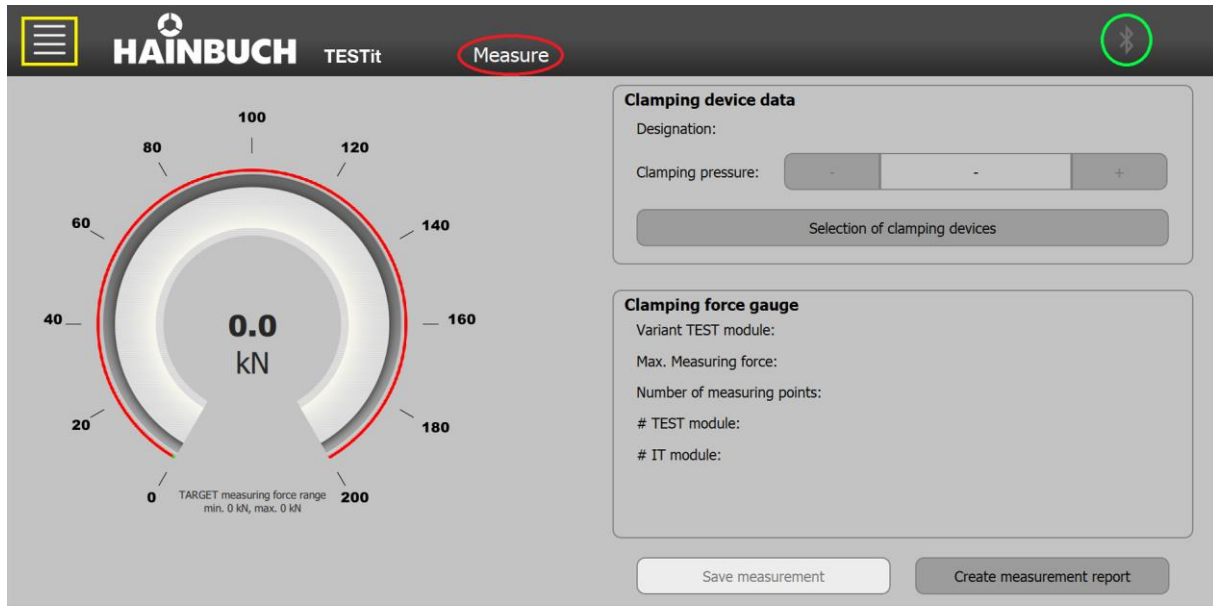 HAINBUCH TESTit Measure
100
80
120
60
140
40
160
0.0
kN
20
180
0
TARGET measuring force range
min. 0 kN, max. 0 kN
200
Clamping device data
Designation:
Clamping pressure: - - +
Selection of clamping devices
Clamping force gauge
Variant TEST module:
Max. Measuring force:
Number of measuring points:
# TEST module:
# IT module:
Save measurement
Create measurement report